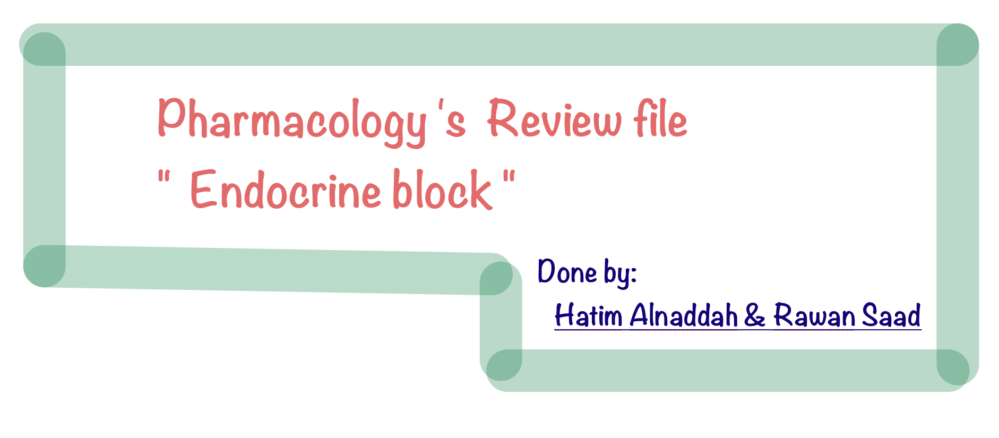 Pharmacology 's Review file
" Endocrine block "
Done by:
Hatim Alnaddah & Rawan Saad